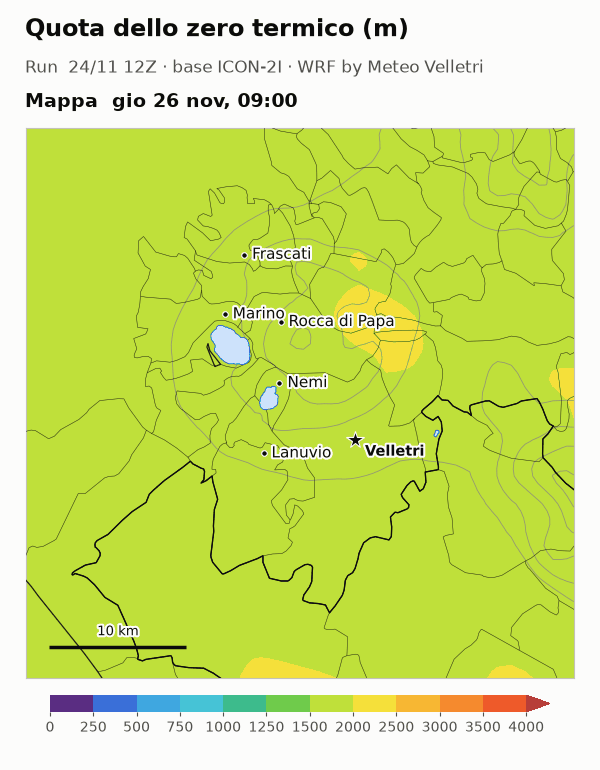 Quota dello zero termico (m)
Run 24/11 12Z · base ICON-2I · WRF by Meteo Velletri
Mappa gio 26 nov, 09:00
Frascati
Marino
Rocca di Papa
Nemi
Velletri
Lanuvio
10 km
0 250 500 750 1000 1250 1500 2000 2500 3000 3500 4000